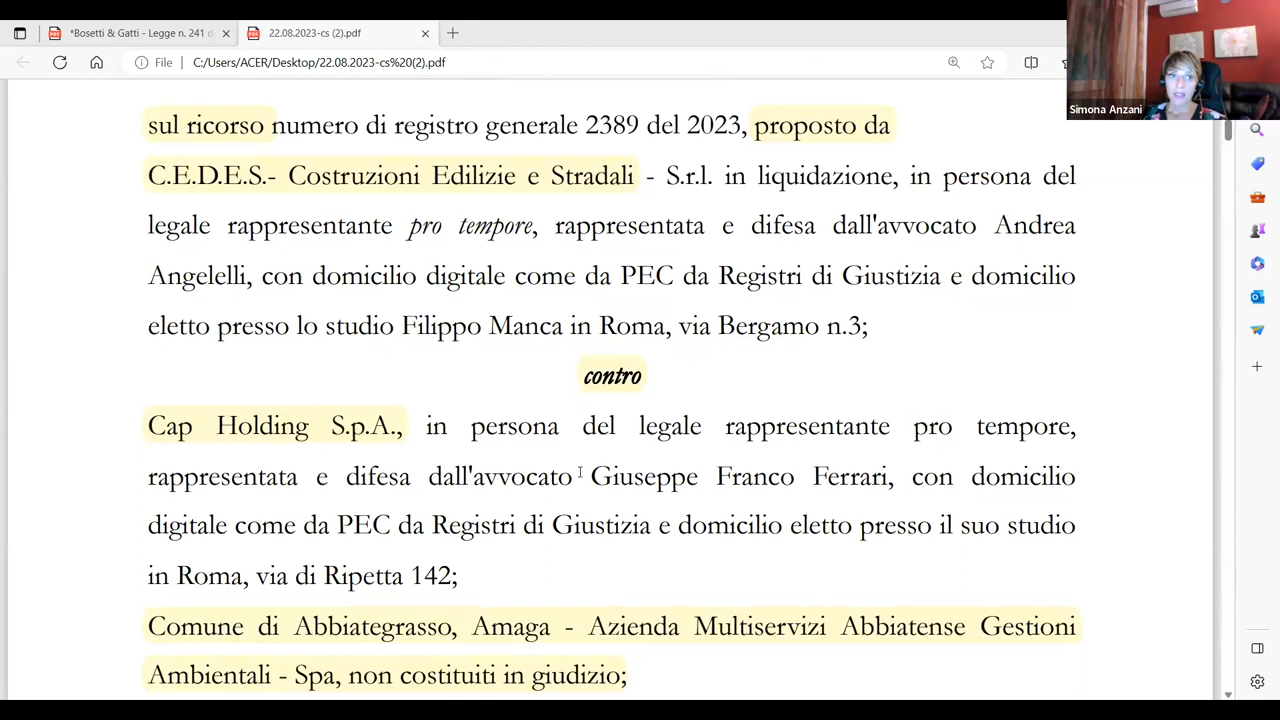 *Bosetti & Gatti - Legge n. 241 d
22.08.2023-cs (2).pdf
File
C:/Users/ACER/Desktop/22.08.2023-cs%20(2).pdf
Simona Anzani
sul ricorso numero di registro generale 2389 del 2023, proposto da
C.E.D.E.S.- Costruzioni Edilizie e Stradali - S.r.l. in liquidazione, in persona del
legale rappresentante pro tempore, rappresentata e difesa dall'avvocato Andrea
Angelelli, con domicilio digitale come da PEC da Registri di Giustizia e domicilio
eletto presso lo studio Filippo Manca in Roma, via Bergamo n.3;
contro
Cap Holding S.p.A., in persona del legale rappresentante pro tempore,
rappresentata e difesa dall'avvocato Giuseppe Franco Ferrari, con domicilio
digitale come da PEC da Registri di Giustizia e domicilio eletto presso il suo studio
in Roma, via di Ripetta 142;
Comune di Abbiategrasso, Amaga - Azienda Multiservizi Abbiatense Gestioni
Ambientali - Spa, non costituiti in giudizio;